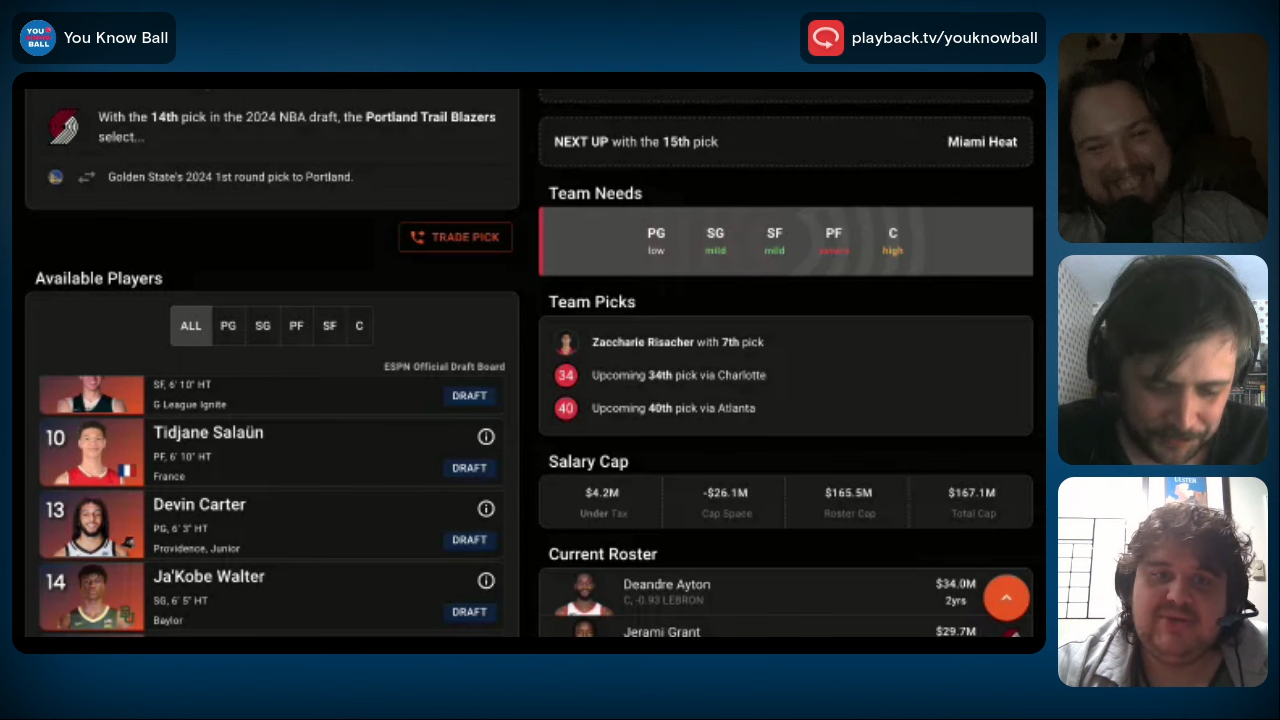 YOU KNOW BALL
You Know Ball
playback.tv/youknowball
With the 14th pick in the 2024 NBA draft, the Portland Trail Blazers
select...
Golden State's 2024 1st round pick to Portland.
TRADE PICK
Available Players
ALL PG SG PF SF C
ESPN Official Draft Board
SF, 6' 10" HT
G League Ignite
DRAFT
10 Tidjane Salaün
PF, 6' 10" HT
France
DRAFT
13 Devin Carter
PG, 6' 3" HT
Providence, Junior
DRAFT
14 Ja'Kobe Walter
SG, 6' 5" HT
Baylor
DRAFT
NEXT UP with the 15th pick Miami Heat
Team Needs
PG SG SF PF C
low mild mild high
Team Picks
Zaccharie Risacher with 7th pick
34 Upcoming 34th pick via Charlotte
40 Upcoming 40th pick via Atlanta
Salary Cap
$4.2M -$26.1M $165.5M $167.1M
Under Tax Cap Space Roster Cap Total Cap
Current Roster
Deandre Ayton $34.0M
C, -0.93 LEBRON 2yrs
Jerami Grant $29.7M
ULSTER